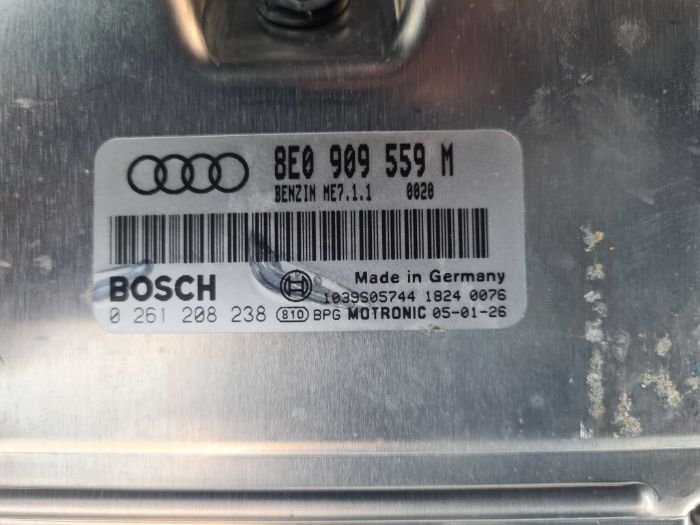 8E0 909 559 M
BENZIN ME7.1.1 0020
BOSCH
Made in Germany
1039S05744 1824 0076
0 261 208 238 810 BPG MOTRONIC 05-01-26